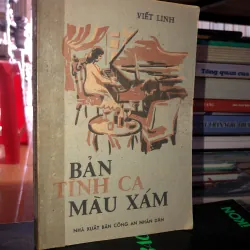 VIẾT LINH
BẢN
TÌNH CA
MÀU XÁM
NHÀ XUẤT BẢN CÔNG AN NHÂN DÂN